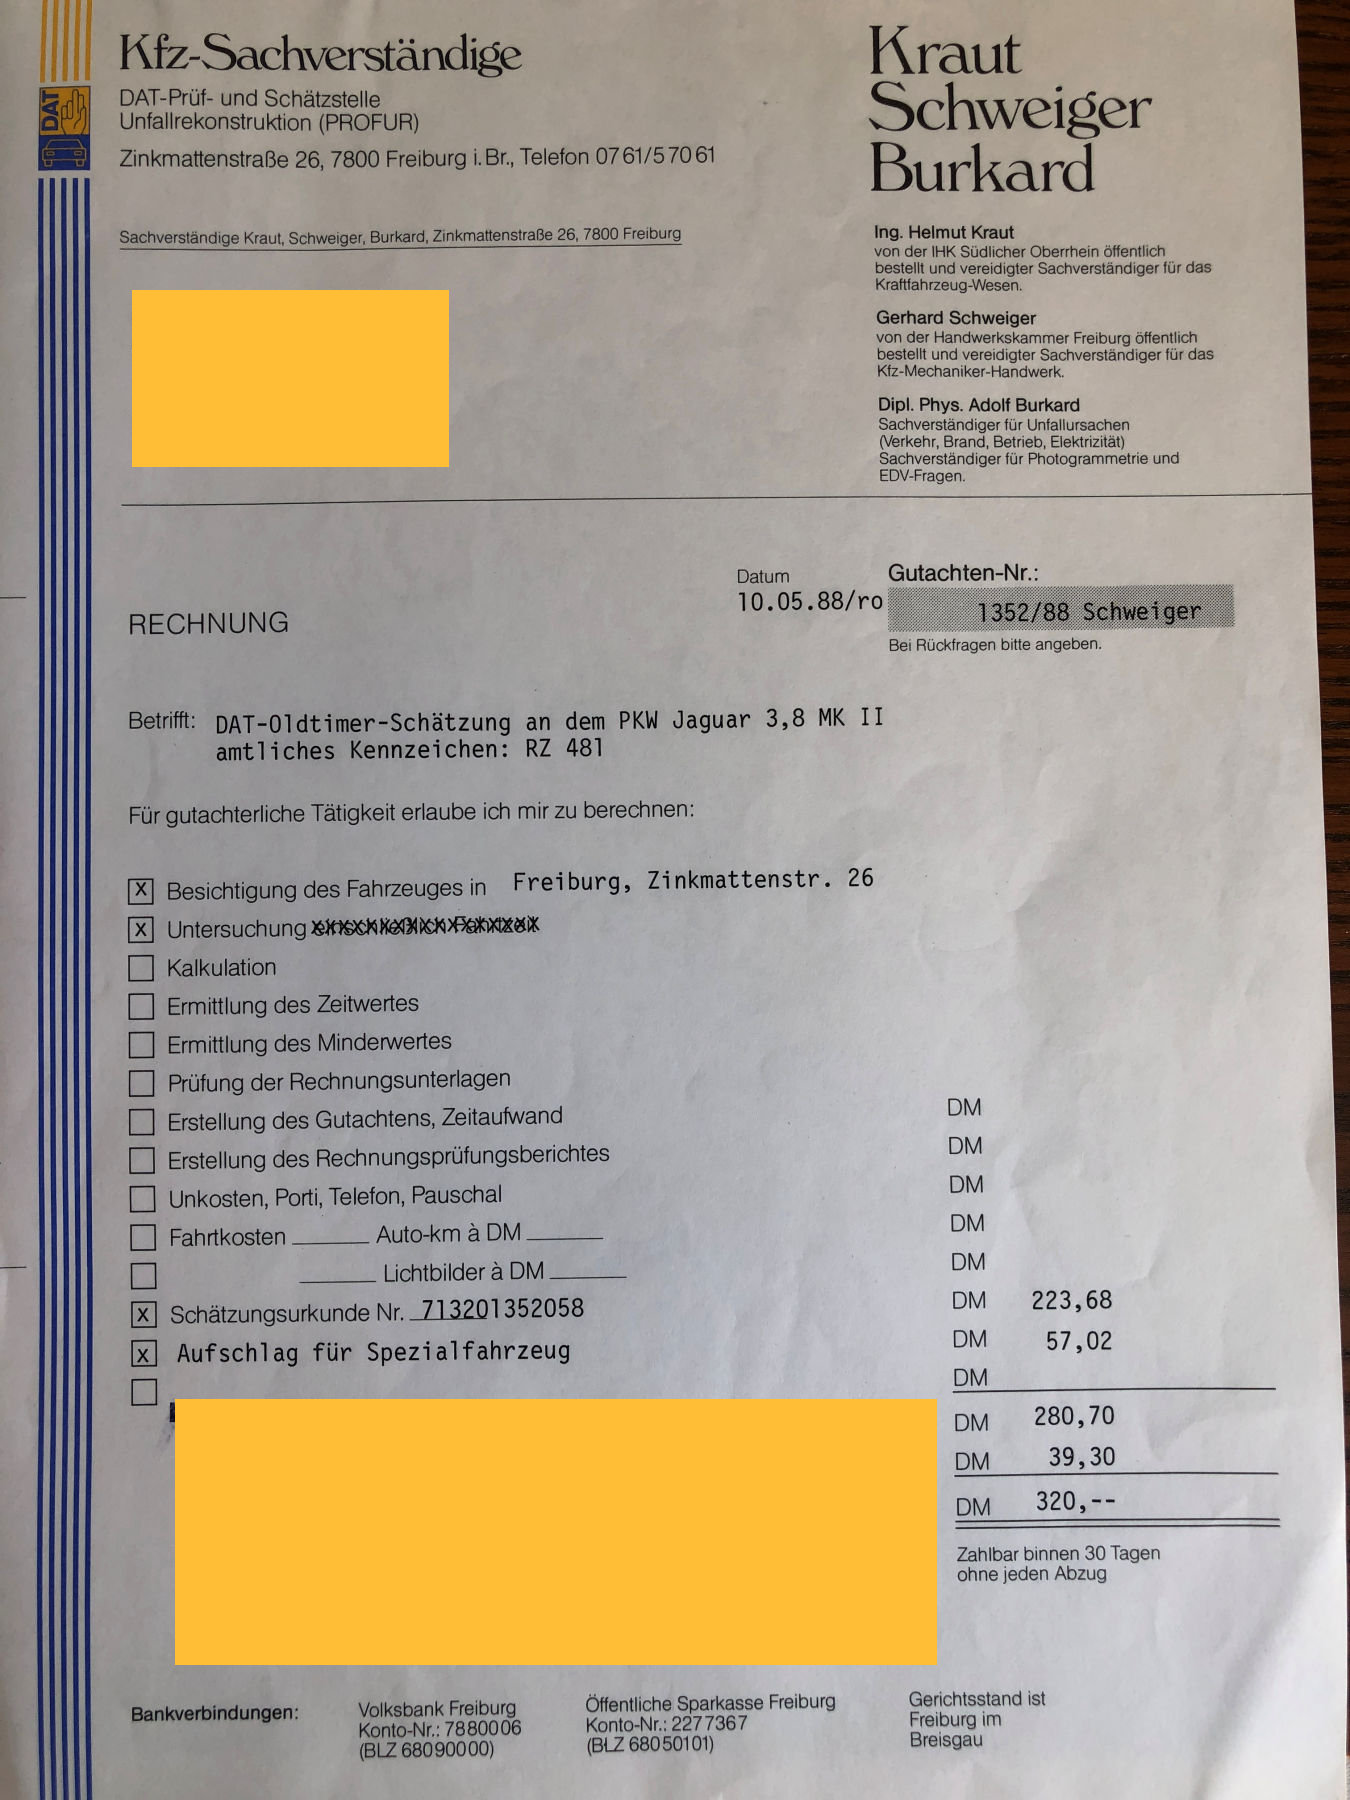 Kfz-Sachverständige
DAT-Prüf- und Schätzstelle
Unfallrekonstruktion (PROFUR)
Zinkmattenstraße 26, 7800 Freiburg i. Br., Telefon 07 61/5 70 61
DAT
Kraut
Schweiger
Burkard
Sachverständige Kraut, Schweiger, Burkard, Zinkmattenstraße 26, 7800 Freiburg
Ing. Helmut Kraut
von der IHK Südlicher Oberrhein öffentlich
bestellt und vereidigter Sachverständiger für das
Kraftfahrzeug-Wesen.
Gerhard Schweiger
von der Handwerkskammer Freiburg öffentlich
bestellt und vereidigter Sachverständiger für das
Kfz-Mechaniker-Handwerk.
Dipl. Phys. Adolf Burkard
Sachverständiger für Unfallursachen
(Verkehr, Brand, Betrieb, Elektrizität)
Sachverständiger für Photogrammetrie und
EDV-Fragen.
Datum
10.05.88/ro
Gutachten-Nr.:
1352/88 Schweiger
Bei Rückfragen bitte angeben.
RECHNUNG
Betrifft: DAT-Oldtimer-Schätzung an dem PKW Jaguar 3,8 MK II
amtliches Kennzeichen: RZ 481
Für gutachterliche Tätigkeit erlaube ich mir zu berechnen:
X Besichtigung des Fahrzeuges in Freiburg, Zinkmattenstr. 26
X Untersuchung einschließlich Fahrtzeit
Kalkulation
Ermittlung des Zeitwertes
Ermittlung des Minderwertes
Prüfung der Rechnungsunterlagen
Erstellung des Gutachtens, Zeitaufwand DM
Erstellung des Rechnungsprüfungsberichtes DM
Unkosten, Porti, Telefon, Pauschal DM
Fahrtkosten Auto-km à DM DM
Lichtbilder à DM DM
X Schätzungsurkunde Nr. 713201352058 DM 223,68
X Aufschlag für Spezialfahrzeug DM 57,02
DM
DM 280,70
DM 39,30
DM 320,--
Zahlbar binnen 30 Tagen
ohne jeden Abzug
Bankverbindungen:
Volksbank Freiburg
Konto-Nr.: 7880006
(BLZ 68090000)
Öffentliche Sparkasse Freiburg
Konto-Nr.: 2277367
(BLZ 68050101)
Gerichtsstand ist
Freiburg im
Breisgau